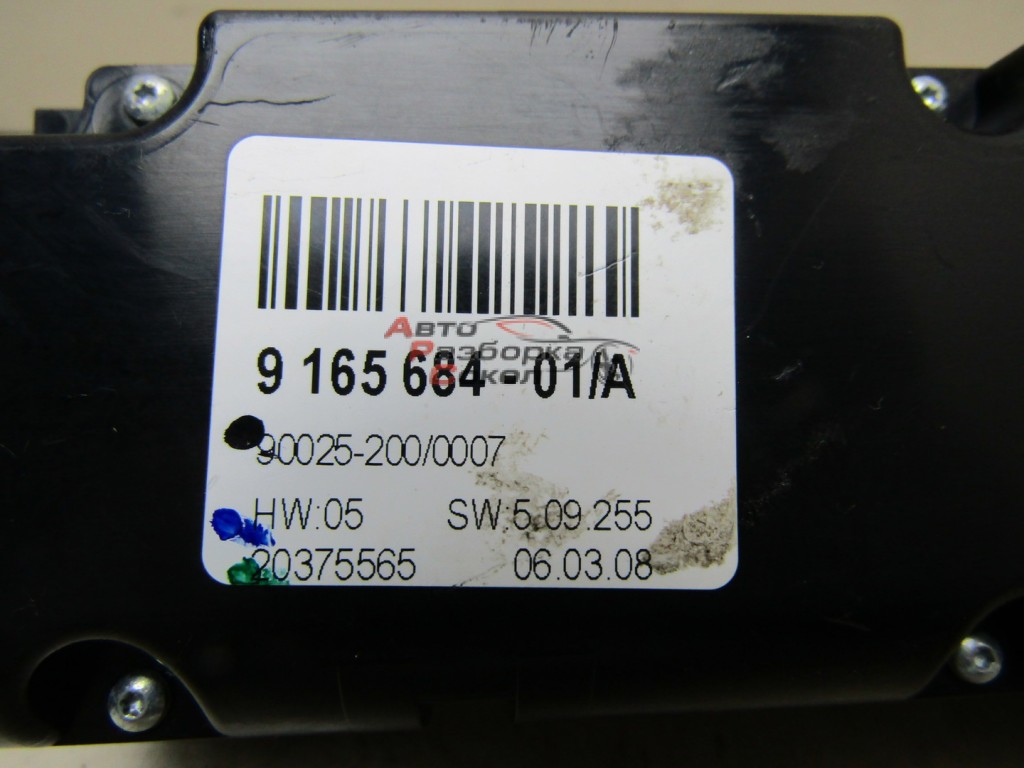 Авто
Разборка
Сокол
9 165 684 - 01/A
90025-200/0007
HW:05 SW:5.09.255
20375565 06.03.08